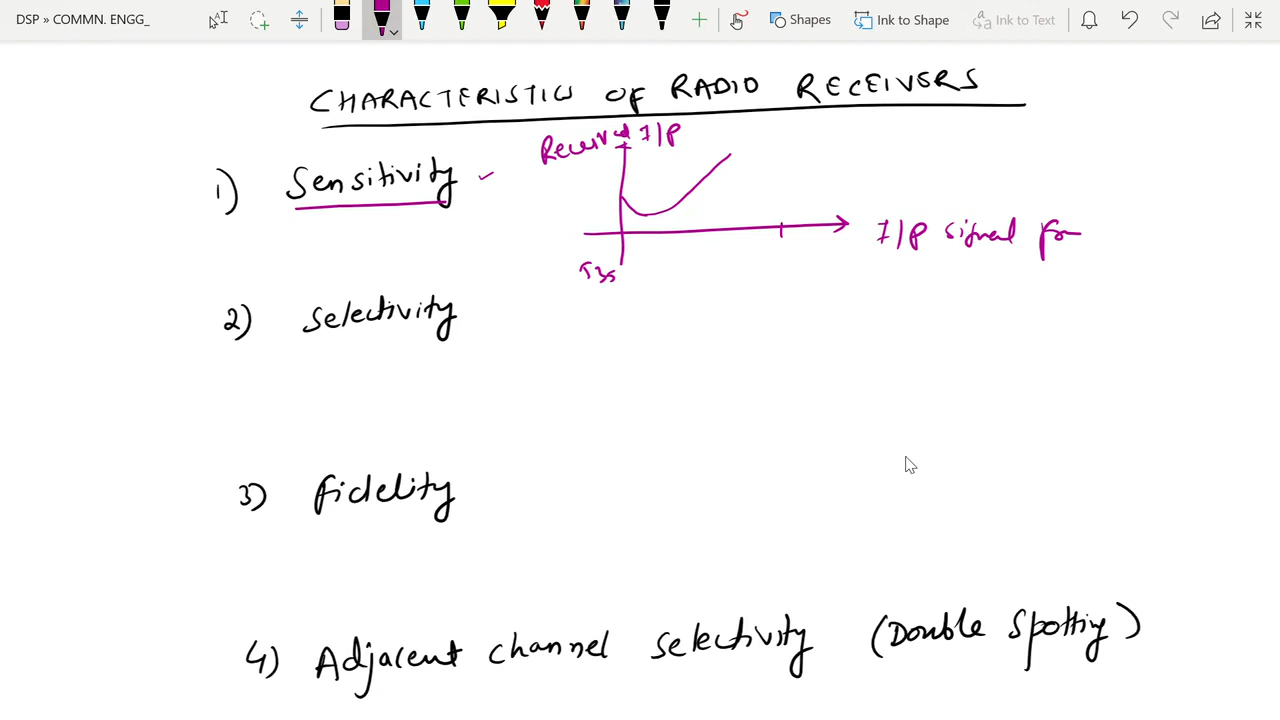 DSP » COMMN. ENGG_
Shapes
Ink to Shape
Ink to Text
CHARACTERISTICS OF RADIO RECEIVERS
Received I/P
1) Sensitivity
I/P signal
2) Selectivity
3) Fidelity
4) Adjacent channel selectivity (Double Spotting)